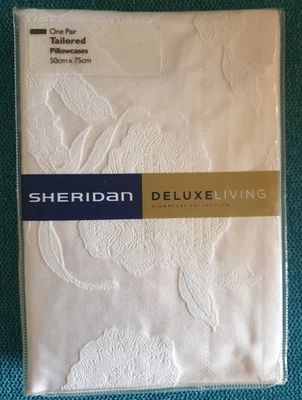 One Pair
Tailored
Pillowcases
50cm x 75cm
SHERIDAN
DELUXELIVING
SIGNATURE COLLECTION